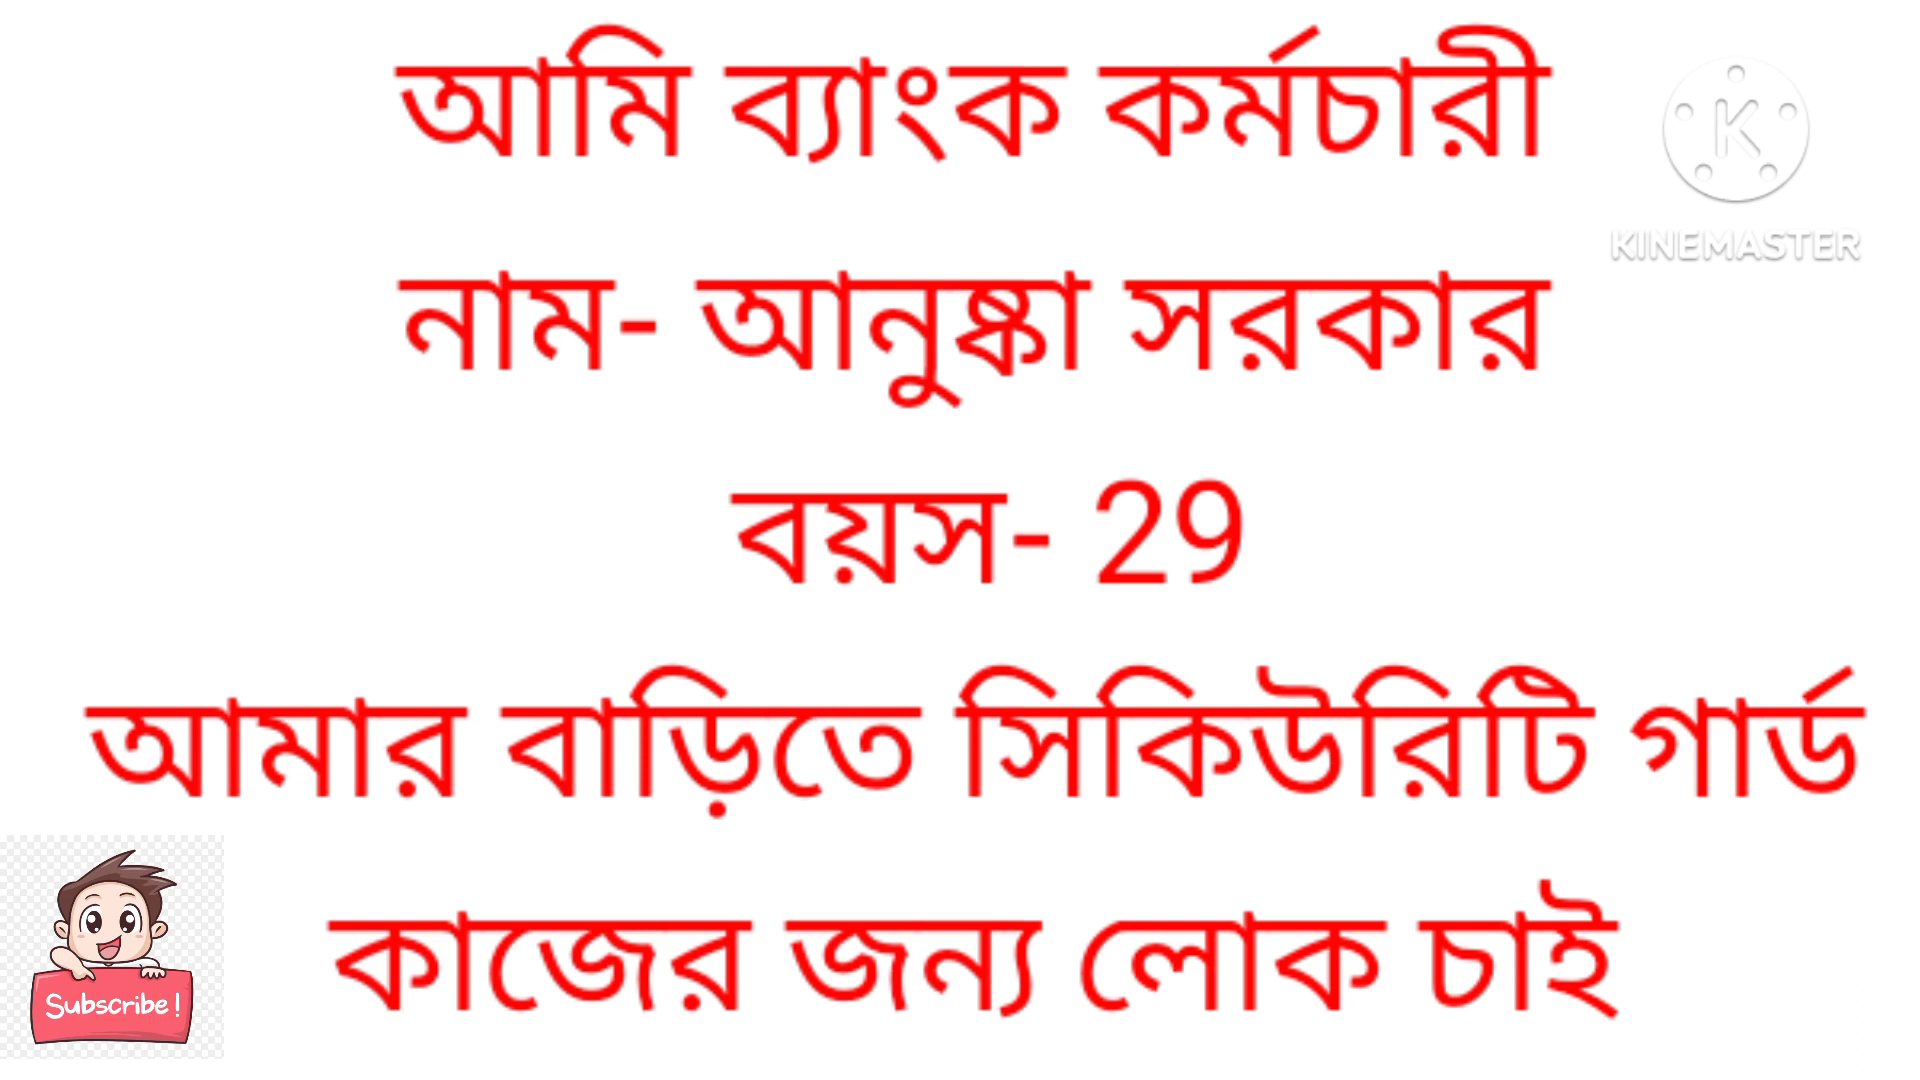 আমি ব্যাংক কর্মচারী
K
KINEMASTER
নাম- আনুষ্কা সরকার
বয়স- 29
আমার বাড়িতে সিকিউরিটি গার্ড
কাজের জন্য লোক চাই
Subscribe!